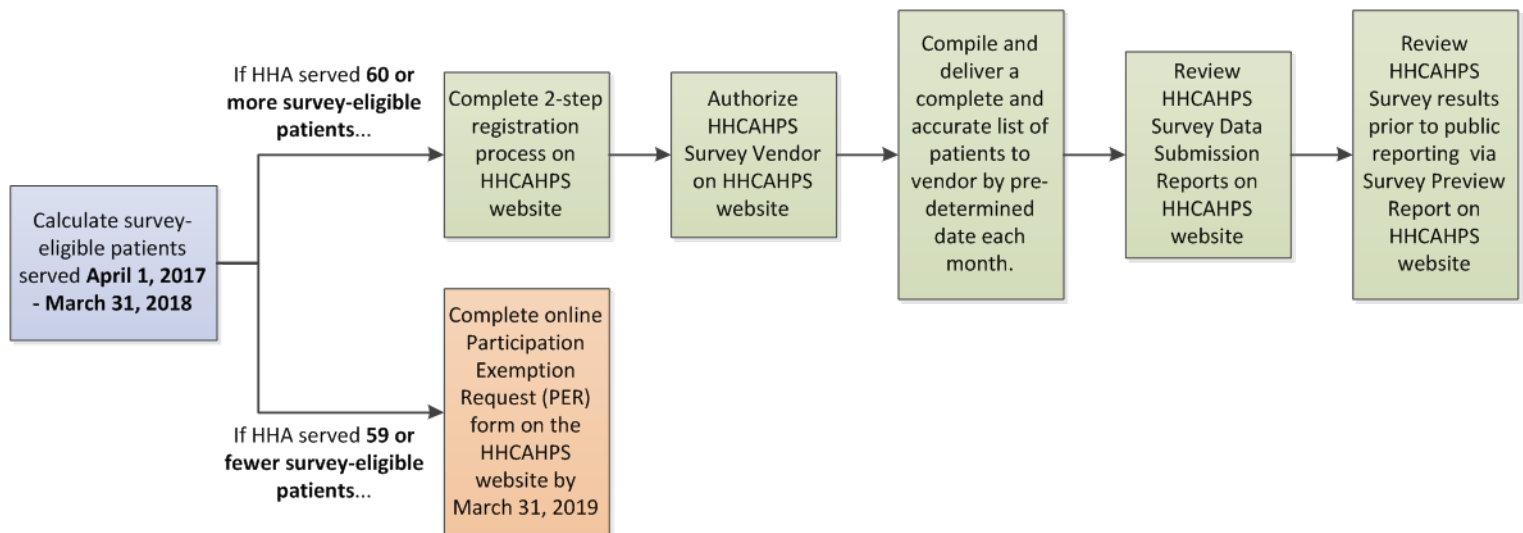 Calculate survey-
eligible patients
served April 1, 2017
- March 31, 2018
If HHA served 60 or
more survey-eligible
patients...
Complete 2-step
registration
process on
HHCAHPS
website
Authorize
HHCAHPS
Survey Vendor
on HHCAHPS
website
Compile and
deliver a
complete and
accurate list of
patients to
vendor by pre-
determined
date each
month.
Review
HHCAHPS
Survey Data
Submission
Reports on
HHCAHPS
website
Review
HHCAHPS
Survey results
prior to public
reporting via
Survey Preview
Report on
HHCAHPS
website
If HHA served 59 or
fewer survey-eligible
patients...
Complete online
Participation
Exemption
Request (PER)
form on the
HHCAHPS
website by
March 31, 2019